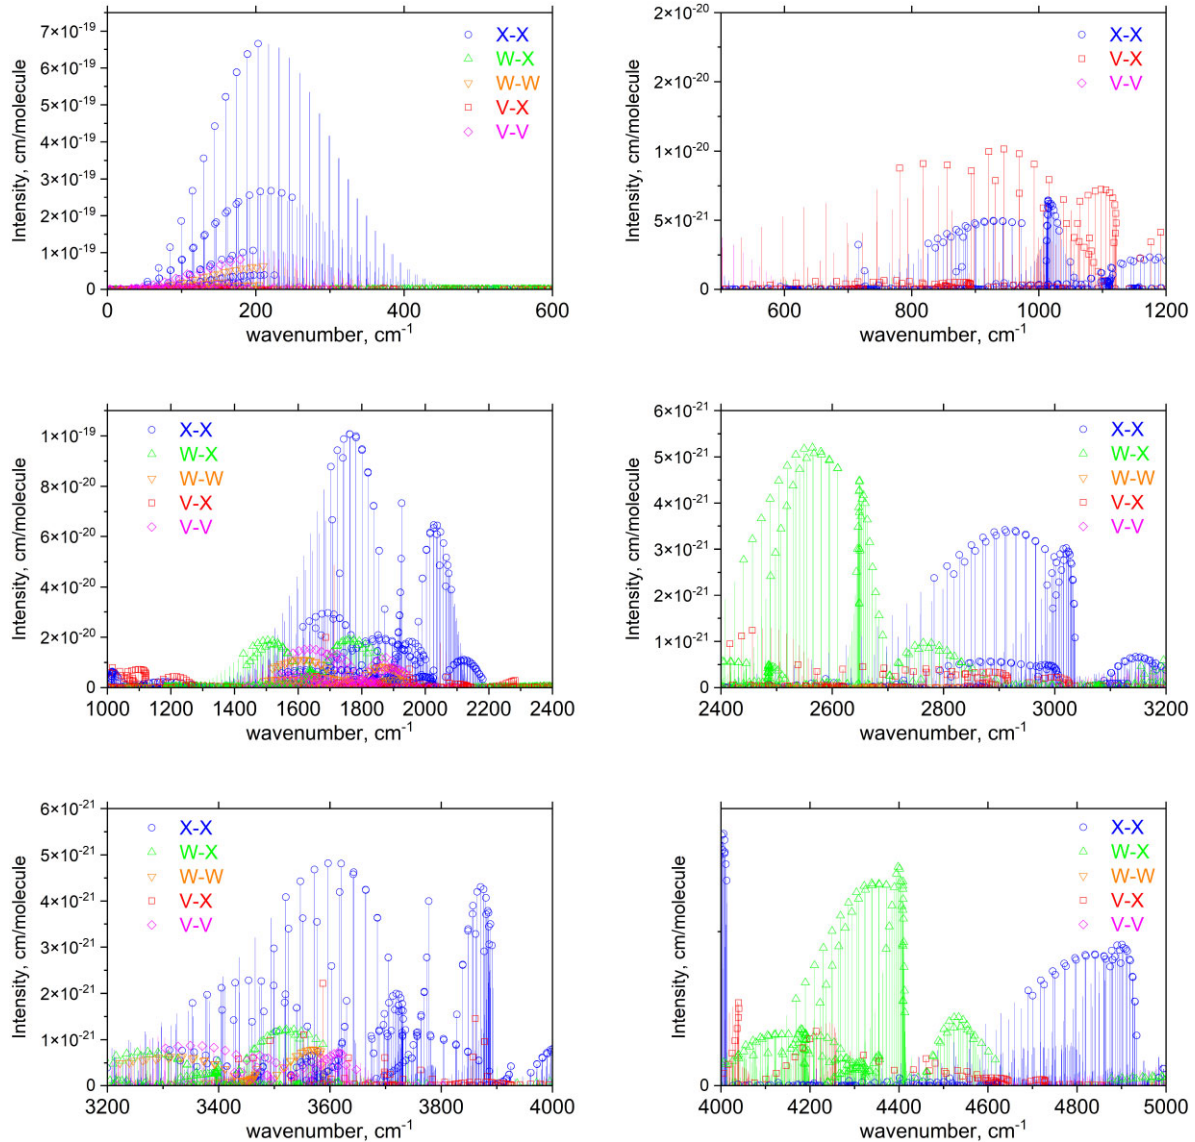 7×10⁻¹⁹
6×10⁻¹⁹
5×10⁻¹⁹
4×10⁻¹⁹
3×10⁻¹⁹
2×10⁻¹⁹
1×10⁻¹⁹
0
Intensity, cm/molecule
X-X
W-X
W-W
V-X
V-V
0 200 400 600
wavenumber, cm⁻¹
2×10⁻²⁰
2×10⁻²⁰
1×10⁻²⁰
5×10⁻²¹
0
Intensity, cm/molecule
X-X
V-X
V-V
600 800 1000 1200
wavenumber, cm⁻¹
1×10⁻¹⁹
8×10⁻²⁰
6×10⁻²⁰
4×10⁻²⁰
2×10⁻²⁰
0
Intensity, cm/molecule
X-X
W-X
W-W
V-X
V-V
1000 1200 1400 1600 1800 2000 2200 2400
wavenumber, cm⁻¹
6×10⁻²¹
5×10⁻²¹
4×10⁻²¹
3×10⁻²¹
2×10⁻²¹
1×10⁻²¹
0
Intensity, cm/molecule
X-X
W-X
W-W
V-X
V-V
2400 2600 2800 3000 3200
wavenumber, cm⁻¹
6×10⁻²¹
5×10⁻²¹
4×10⁻²¹
3×10⁻²¹
2×10⁻²¹
1×10⁻²¹
0
Intensity, cm/molecule
X-X
W-X
W-W
V-X
V-V
3200 3400 3600 3800 4000
wavenumber, cm⁻¹
0
Intensity, cm/molecule
X-X
W-X
W-W
V-X
V-V
4000 4200 4400 4600 4800 5000
wavenumber, cm⁻¹